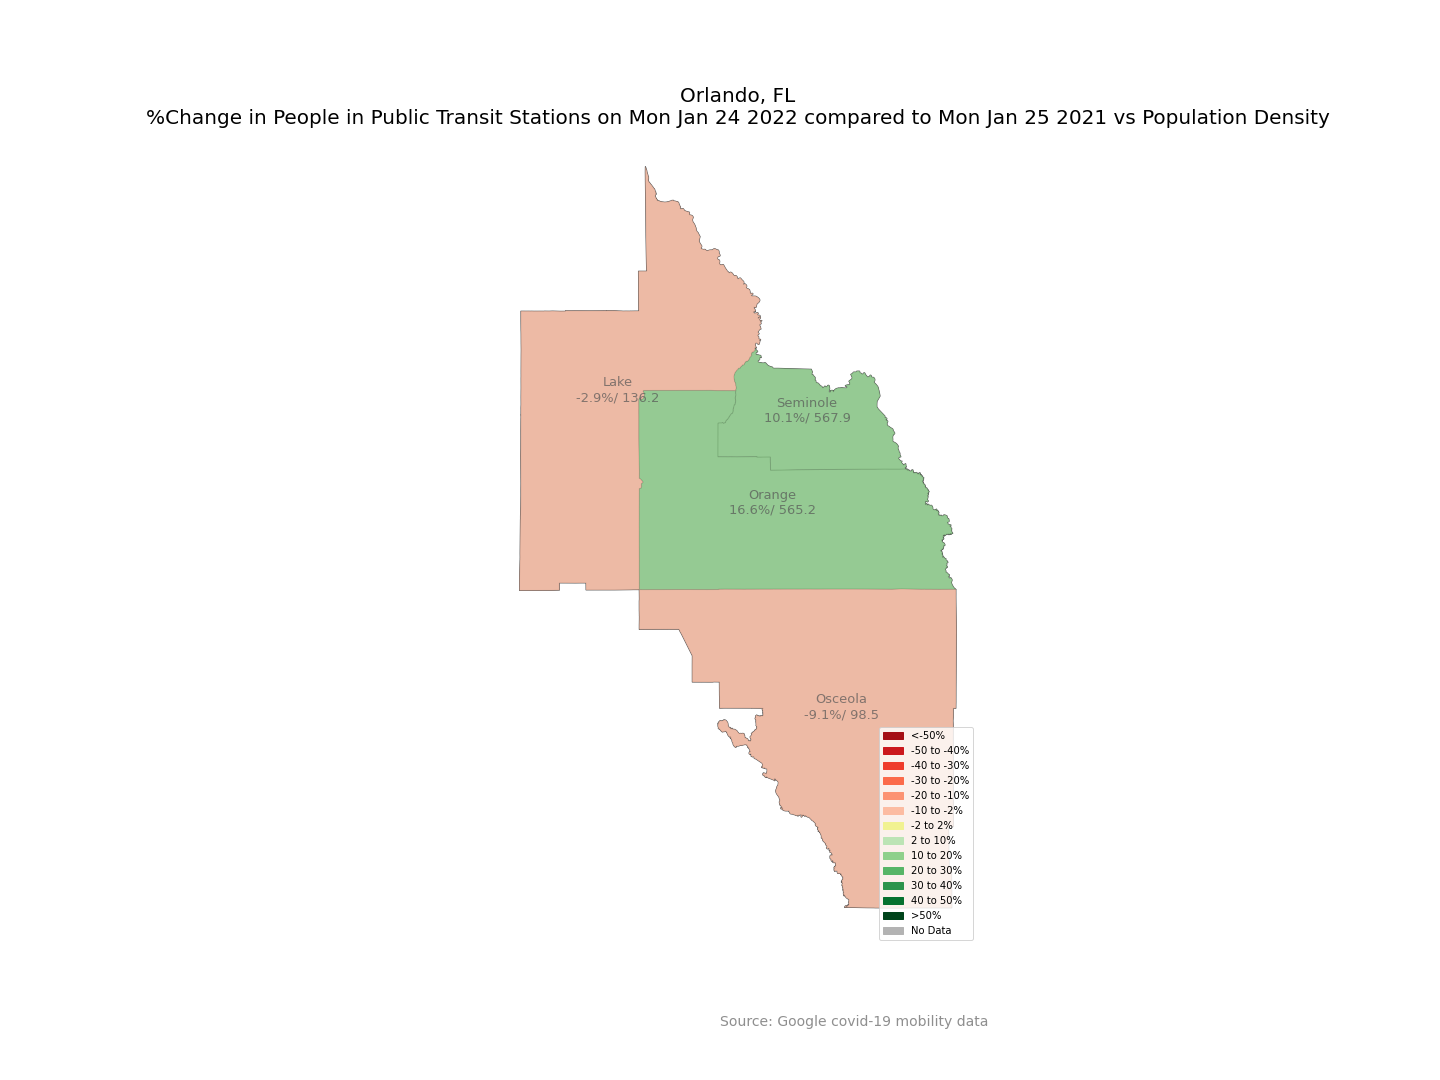 Orlando, FL
%Change in People in Public Transit Stations on Mon Jan 24 2022 compared to Mon Jan 25 2021 vs Population Density
Lake
-2.9%/ 136.2
Seminole
10.1%/ 567.9
Orange
16.6%/ 565.2
Osceola
-9.1%/ 98.5
<-50%
-50 to -40%
-40 to -30%
-30 to -20%
-20 to -10%
-10 to -2%
-2 to 2%
2 to 10%
10 to 20%
20 to 30%
30 to 40%
40 to 50%
>50%
No Data
Source: Google covid-19 mobility data